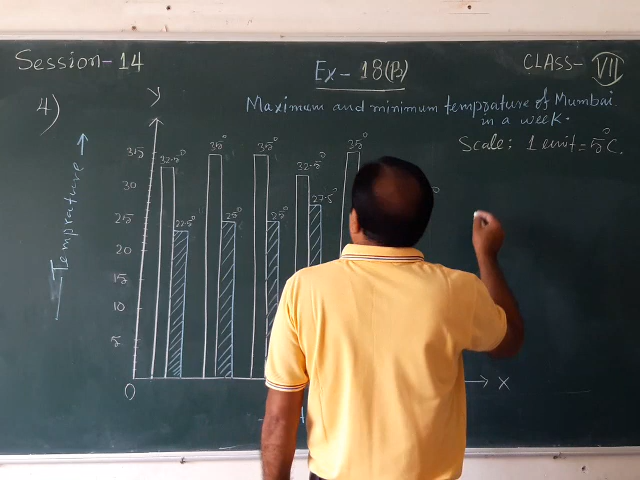 Session-14
Ex-18(B)
CLASS- VII
4)
Maximum and minimum temprature of Mumbai
in a week.
Scale: 1 unit = 5°C.
Y
Temprature
35
30
25
20
15
10
5
O
X
32.5°
22.5°
35°
25°
35°
25°
32.5°
27.5°
35°